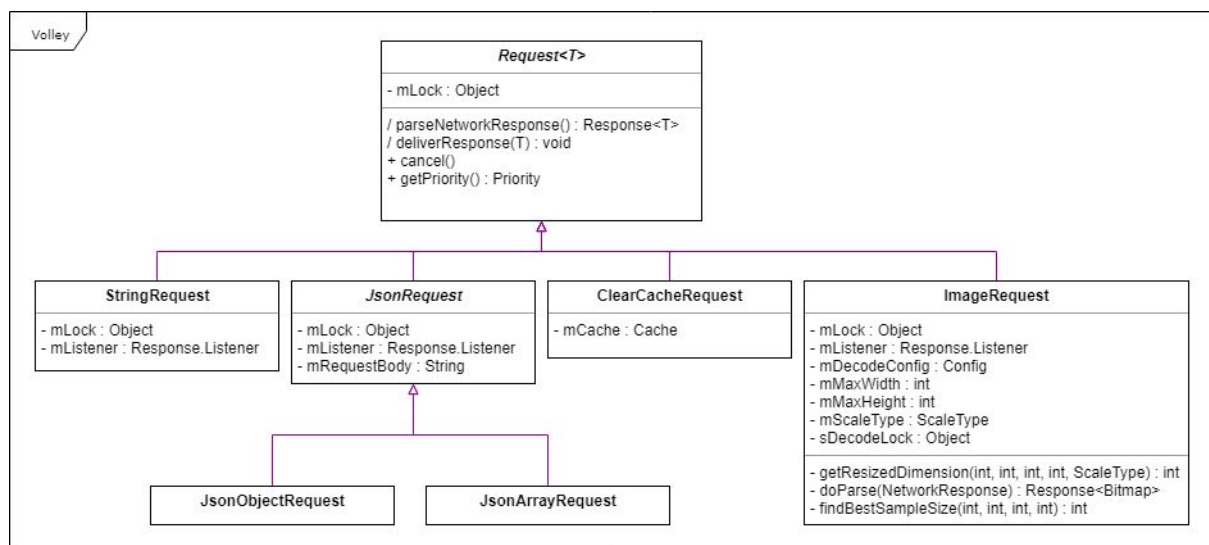 Volley
Request<T>
- mLock : Object
/ parseNetworkResponse() : Response<T>
/ deliverResponse(T) : void
+ cancel()
+ getPriority() : Priority
StringRequest
- mLock : Object
- mListener : Response.Listener
JsonRequest
- mLock : Object
- mListener : Response.Listener
- mRequestBody : String
ClearCacheRequest
- mCache : Cache
ImageRequest
- mLock : Object
- mListener : Response.Listener
- mDecodeConfig : Config
- mMaxWidth : int
- mMaxHeight : int
- mScaleType : ScaleType
- sDecodeLock : Object
- getResizedDimension(int, int, int, int, ScaleType) : int
- doParse(NetworkResponse) : Response<Bitmap>
- findBestSampleSize(int, int, int, int) : int
JsonObjectRequest
JsonArrayRequest